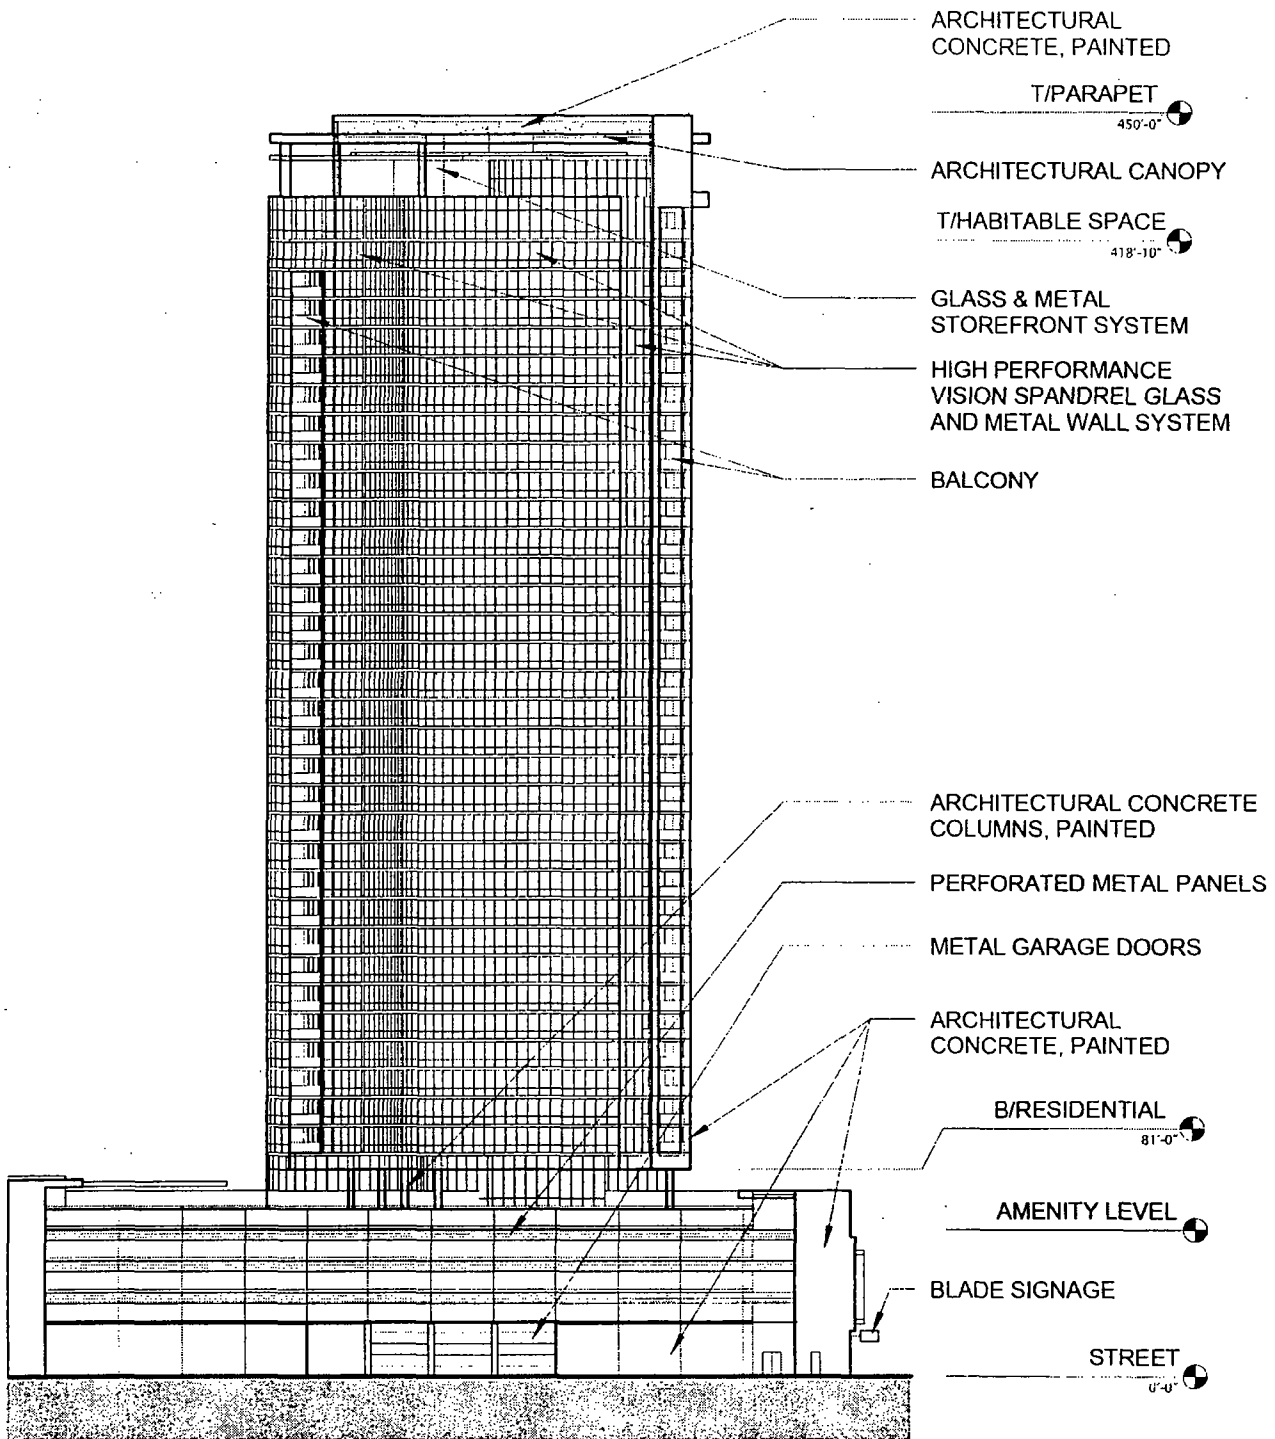 ARCHITECTURAL
CONCRETE, PAINTED
T/PARAPET
450'-0"
ARCHITECTURAL CANOPY
T/HABITABLE SPACE
418'-10"
GLASS & METAL
STOREFRONT SYSTEM
HIGH PERFORMANCE
VISION SPANDREL GLASS
AND METAL WALL SYSTEM
BALCONY
ARCHITECTURAL CONCRETE
COLUMNS, PAINTED
PERFORATED METAL PANELS
METAL GARAGE DOORS
ARCHITECTURAL
CONCRETE, PAINTED
B/RESIDENTIAL
81'-0"
AMENITY LEVEL
BLADE SIGNAGE
STREET
0'-0"